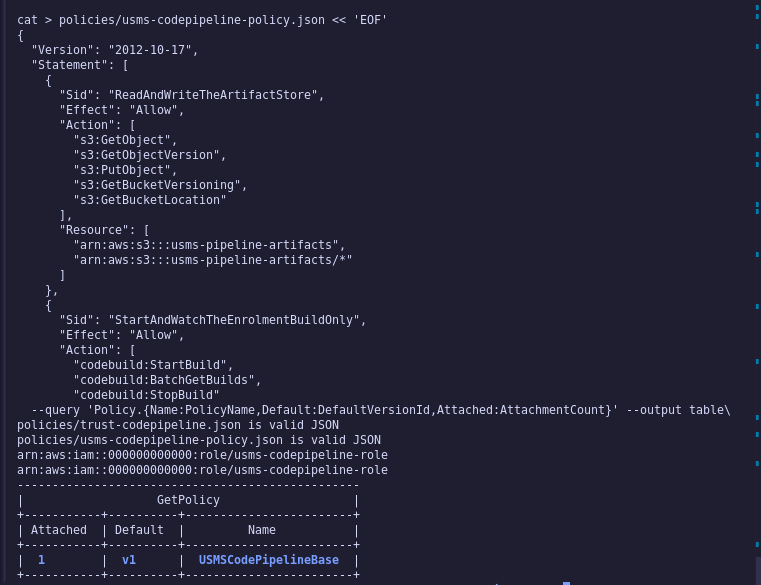 cat > policies/usms-codepipeline-policy.json << 'EOF'
{
  "Version": "2012-10-17",
  "Statement": [
    {
      "Sid": "ReadAndWriteTheArtifactStore",
      "Effect": "Allow",
      "Action": [
        "s3:GetObject",
        "s3:GetObjectVersion",
        "s3:PutObject",
        "s3:GetBucketVersioning",
        "s3:GetBucketLocation"
      ],
      "Resource": [
        "arn:aws:s3:::usms-pipeline-artifacts",
        "arn:aws:s3:::usms-pipeline-artifacts/*"
      ]
    },
    {
      "Sid": "StartAndWatchTheEnrolmentBuildOnly",
      "Effect": "Allow",
      "Action": [
        "codebuild:StartBuild",
        "codebuild:BatchGetBuilds",
        "codebuild:StopBuild"
  --query 'Policy.{Name:PolicyName,Default:DefaultVersionId,Attached:AttachmentCount}' --output table\
policies/trust-codepipeline.json is valid JSON
policies/usms-codepipeline-policy.json is valid JSON
arn:aws:iam::000000000000:role/usms-codepipeline-role
arn:aws:iam::000000000000:role/usms-codepipeline-role
-------------------------------------------------
|                   GetPolicy                   |
+-----------+----------+------------------------+
| Attached  | Default  |         Name           |
+-----------+----------+------------------------+
|  1        |  v1      |  USMSCodePipelineBase  |
+-----------+----------+------------------------+